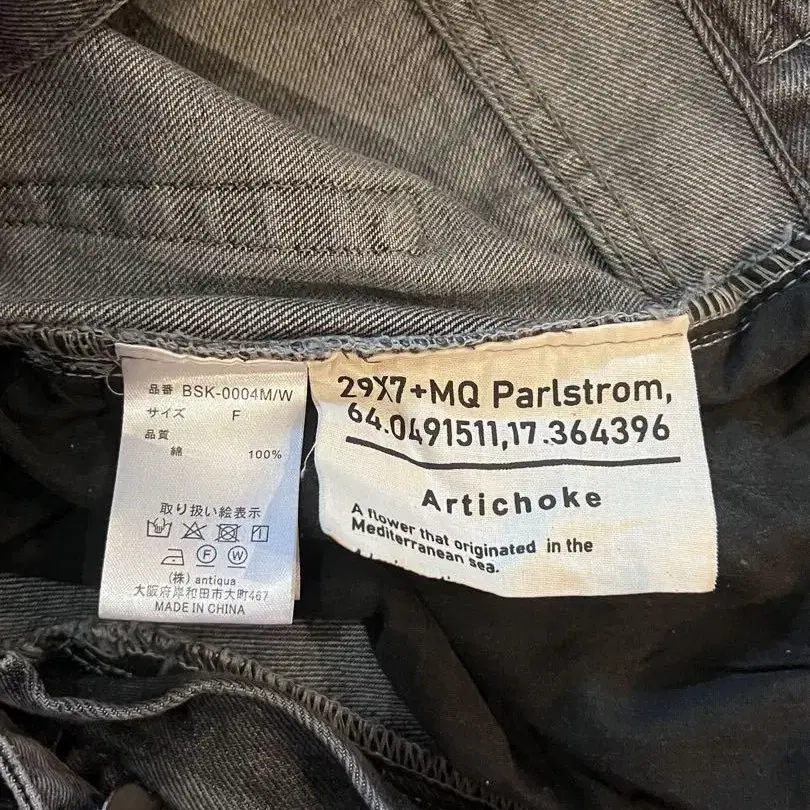 品番 BSK-0004M/W
サイズ F
品質
綿 100%
取り扱い絵表示
F W
(株) antiqua
大阪府岸和田市大町467
MADE IN CHINA
29X7+MQ Parlstrom,
64.0491511,17.364396
Artichoke
A flower that originated in the
Mediterranean sea.